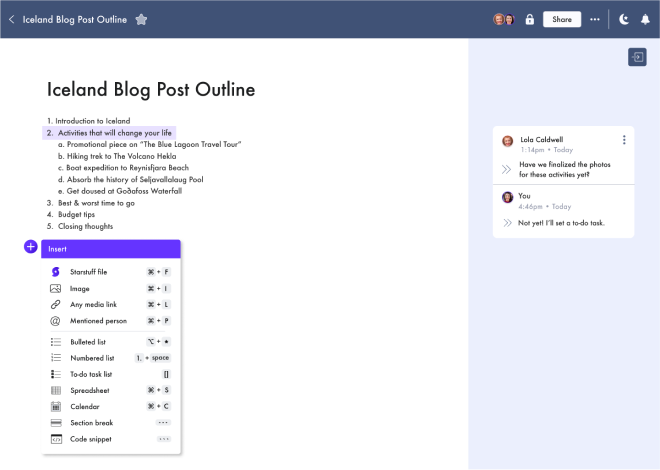 Iceland Blog Post Outline
Share
Iceland Blog Post Outline
1. Introduction to Iceland
2. Activities that will change your life
a. Promotional piece on “The Blue Lagoon Travel Tour”
b. Hiking trek to The Volcano Hekla
c. Boat expedition to Reynisfjara Beach
d. Absorb the history of Seljavallalaug Pool
e. Get doused at Goðafoss Waterfall
3. Best & worst time to go
4. Budget tips
5. Closing thoughts
Insert
Starstuff file ⌘ + F
Image ⌘ + I
Any media link ⌘ + L
Mentioned person ⌘ + P
Bulleted list ⌥ + ★
Numbered list 1. + space
To-do task list []
Spreadsheet ⌘ + S
Calendar ⌘ + C
Section break ---
Code snippet ---
Lola Caldwell
1:14pm • Today
Have we finalized the photos
for these activities yet?
You
4:46pm • Today
Not yet! I’ll set a to-do task.